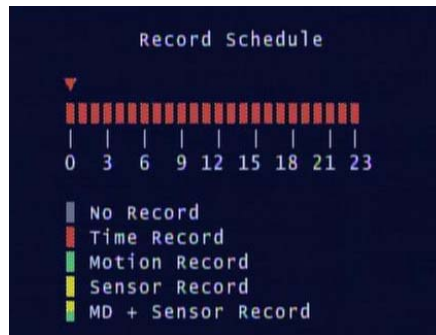 Record Schedule
0 3 6 9 12 15 18 21 23
No Record
Time Record
Motion Record
Sensor Record
MD + Sensor Record